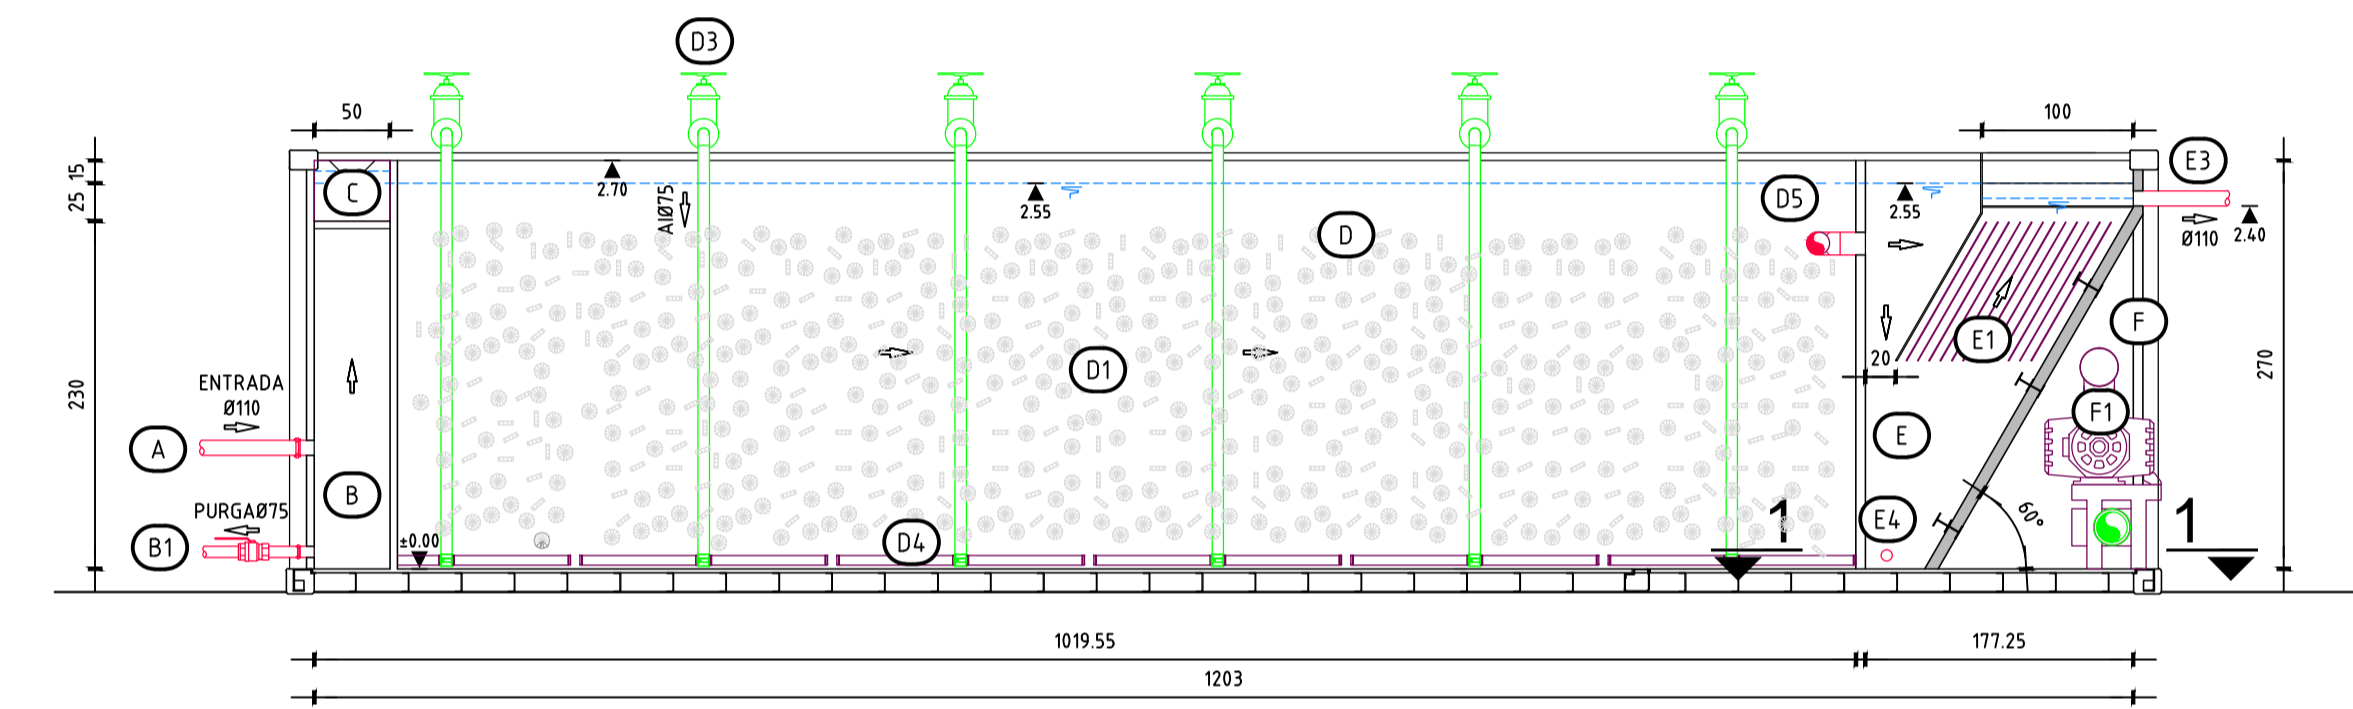 D3
50
100
E3
15
C
2.70
AIØ75
2.55
D5
2.55
25
D
Ø110
2.40
F
E1
20
270
D1
230
ENTRADA
Ø110
F1
A
E
B
PURGAØ75
1
E4
60°
1
B1
±0.00
D4
1019.55
177.25
1203